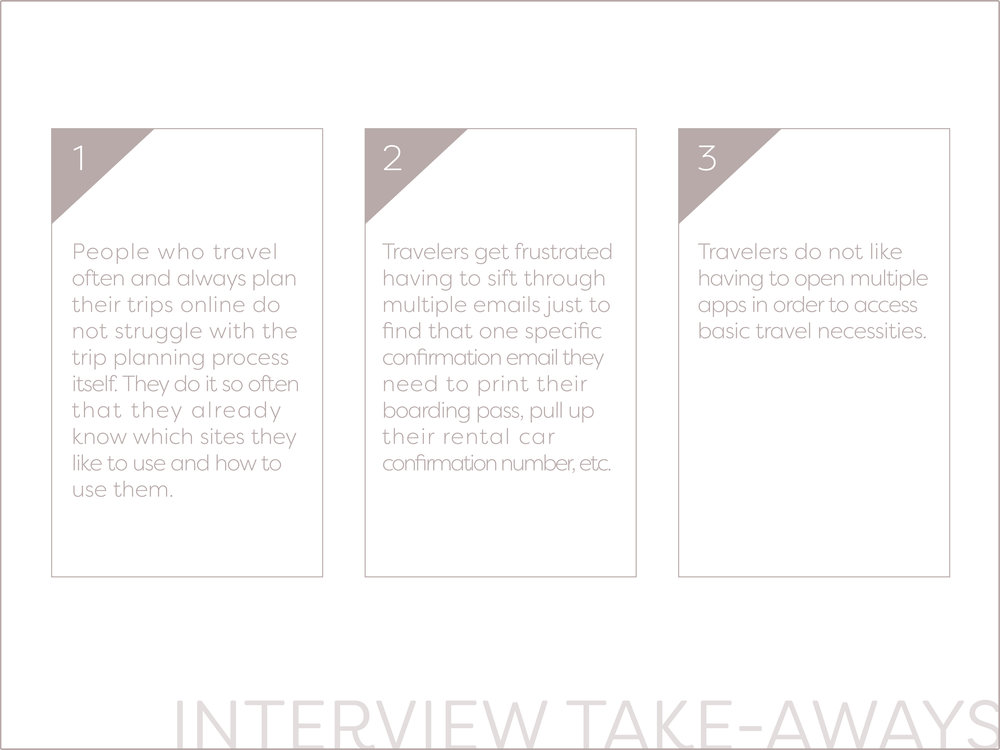 1
People who travel
often and always plan
their trips online do
not struggle with the
trip planning process
itself. They do it so often
that they already
know which sites they
like to use and how to
use them.
2
Travelers get frustrated
having to sift through
multiple emails just to
find that one specific
confirmation email they
need to print their
boarding pass, pull up
their rental car
confirmation number, etc.
3
Travelers do not like
having to open multiple
apps in order to access
basic travel necessities.
INTERVIEW TAKE-AWAYS